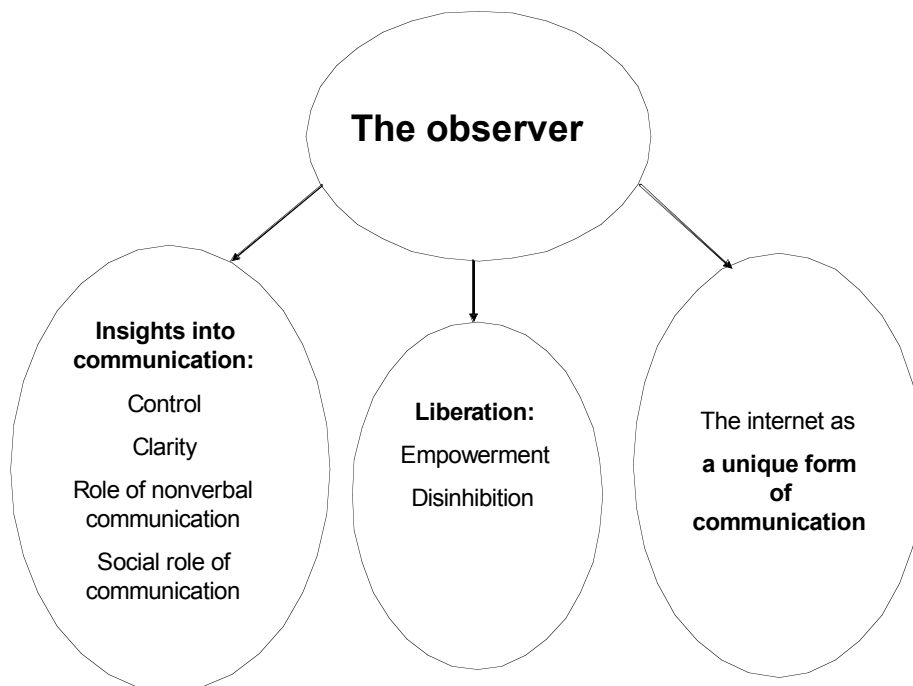 The observer
Insights into
communication:
Control
Clarity
Role of nonverbal
communication
Social role of
communication
Liberation:
Empowerment
Disinhibition
The internet as
a unique form
of
communication